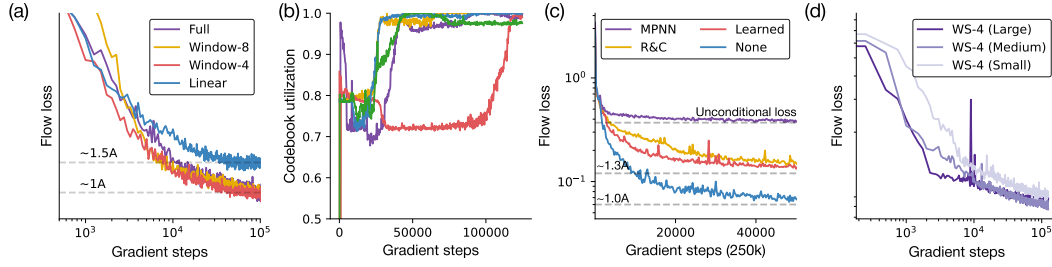 (a)
Flow loss
Full
Window-8
Window-4
Linear
~1.5A
~1A
10³
10⁴
10⁵
Gradient steps
(b)
Codebook utilization
1.0
0.9
0.8
0.7
0.6
0.5
0
50000
100000
Gradient steps
(c)
Flow loss
MPNN
R&C
Learned
None
10⁰
10⁻¹
Unconditional loss
~1.3A
~1.0A
20000
40000
Gradient steps (250k)
(d)
Flow loss
WS-4 (Large)
WS-4 (Medium)
WS-4 (Small)
10³
10⁴
10⁵
Gradient steps